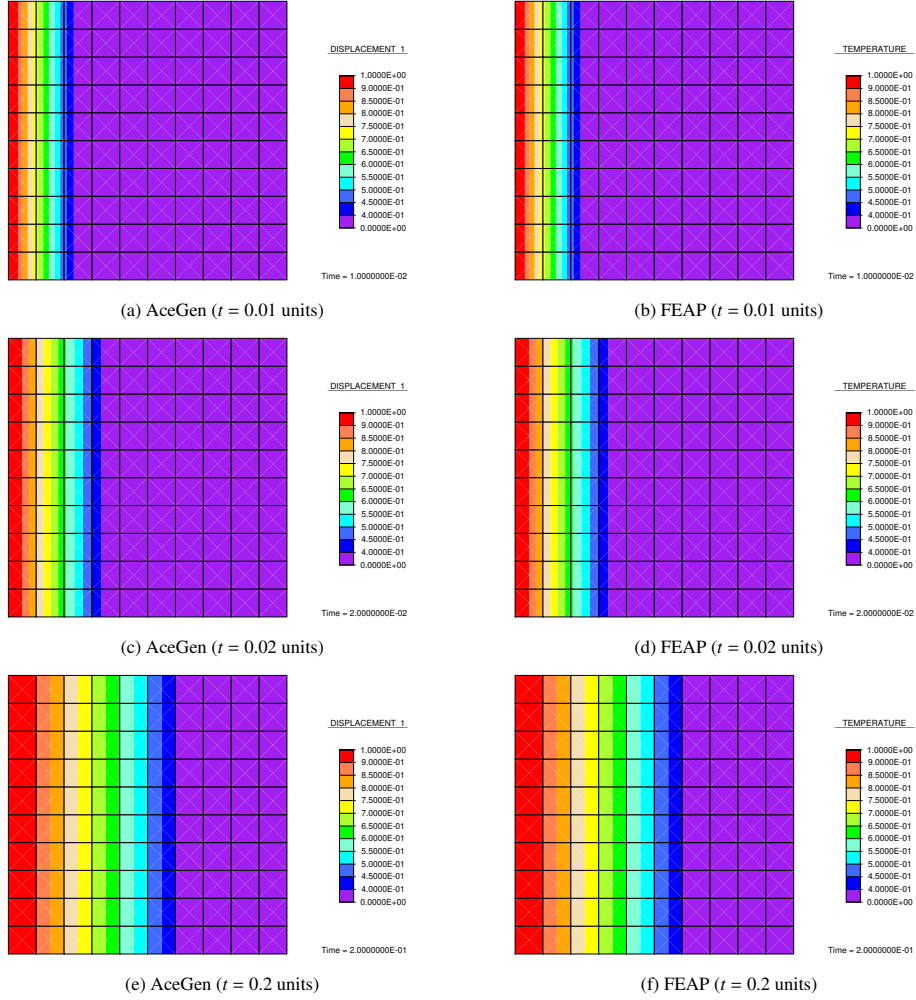 DISPLACEMENT 1
1.0000E+00
9.0000E-01
8.5000E-01
8.0000E-01
7.5000E-01
7.0000E-01
6.5000E-01
6.0000E-01
5.5000E-01
5.0000E-01
4.5000E-01
4.0000E-01
0.0000E+00
Time = 1.0000000E-02
(a) AceGen (t = 0.01 units)
TEMPERATURE
1.0000E+00
9.0000E-01
8.5000E-01
8.0000E-01
7.5000E-01
7.0000E-01
6.5000E-01
6.0000E-01
5.5000E-01
5.0000E-01
4.5000E-01
4.0000E-01
0.0000E+00
Time = 1.0000000E-02
(b) FEAP (t = 0.01 units)
DISPLACEMENT 1
1.0000E+00
9.0000E-01
8.5000E-01
8.0000E-01
7.5000E-01
7.0000E-01
6.5000E-01
6.0000E-01
5.5000E-01
5.0000E-01
4.5000E-01
4.0000E-01
0.0000E+00
Time = 2.0000000E-02
(c) AceGen (t = 0.02 units)
TEMPERATURE
1.0000E+00
9.0000E-01
8.5000E-01
8.0000E-01
7.5000E-01
7.0000E-01
6.5000E-01
6.0000E-01
5.5000E-01
5.0000E-01
4.5000E-01
4.0000E-01
0.0000E+00
Time = 2.0000000E-02
(d) FEAP (t = 0.02 units)
DISPLACEMENT 1
1.0000E+00
9.0000E-01
8.5000E-01
8.0000E-01
7.5000E-01
7.0000E-01
6.5000E-01
6.0000E-01
5.5000E-01
5.0000E-01
4.5000E-01
4.0000E-01
0.0000E+00
Time = 2.0000000E-01
(e) AceGen (t = 0.2 units)
TEMPERATURE
1.0000E+00
9.0000E-01
8.5000E-01
8.0000E-01
7.5000E-01
7.0000E-01
6.5000E-01
6.0000E-01
5.5000E-01
5.0000E-01
4.5000E-01
4.0000E-01
0.0000E+00
Time = 2.0000000E-01
(f) FEAP (t = 0.2 units)